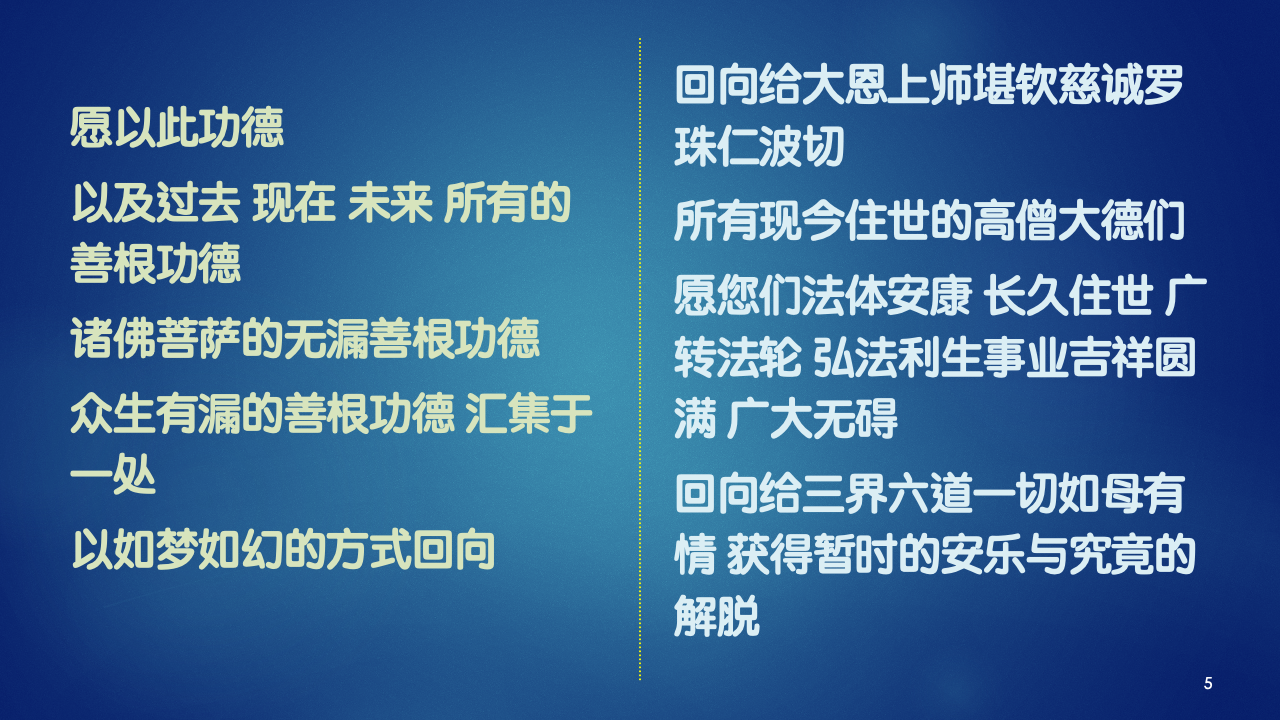 愿以此功德
以及过去 现在 未来 所有的
善根功德
诸佛菩萨的无漏善根功德
众生有漏的善根功德 汇集于
一处
以如梦如幻的方式回向
回向给大恩上师堪钦慈诚罗
珠仁波切
所有现今住世的高僧大德们
愿您们法体安康 长久住世 广
转法轮 弘法利生事业吉祥圆
满 广大无碍
回向给三界六道一切如母有
情 获得暂时的安乐与究竟的
解脱
5